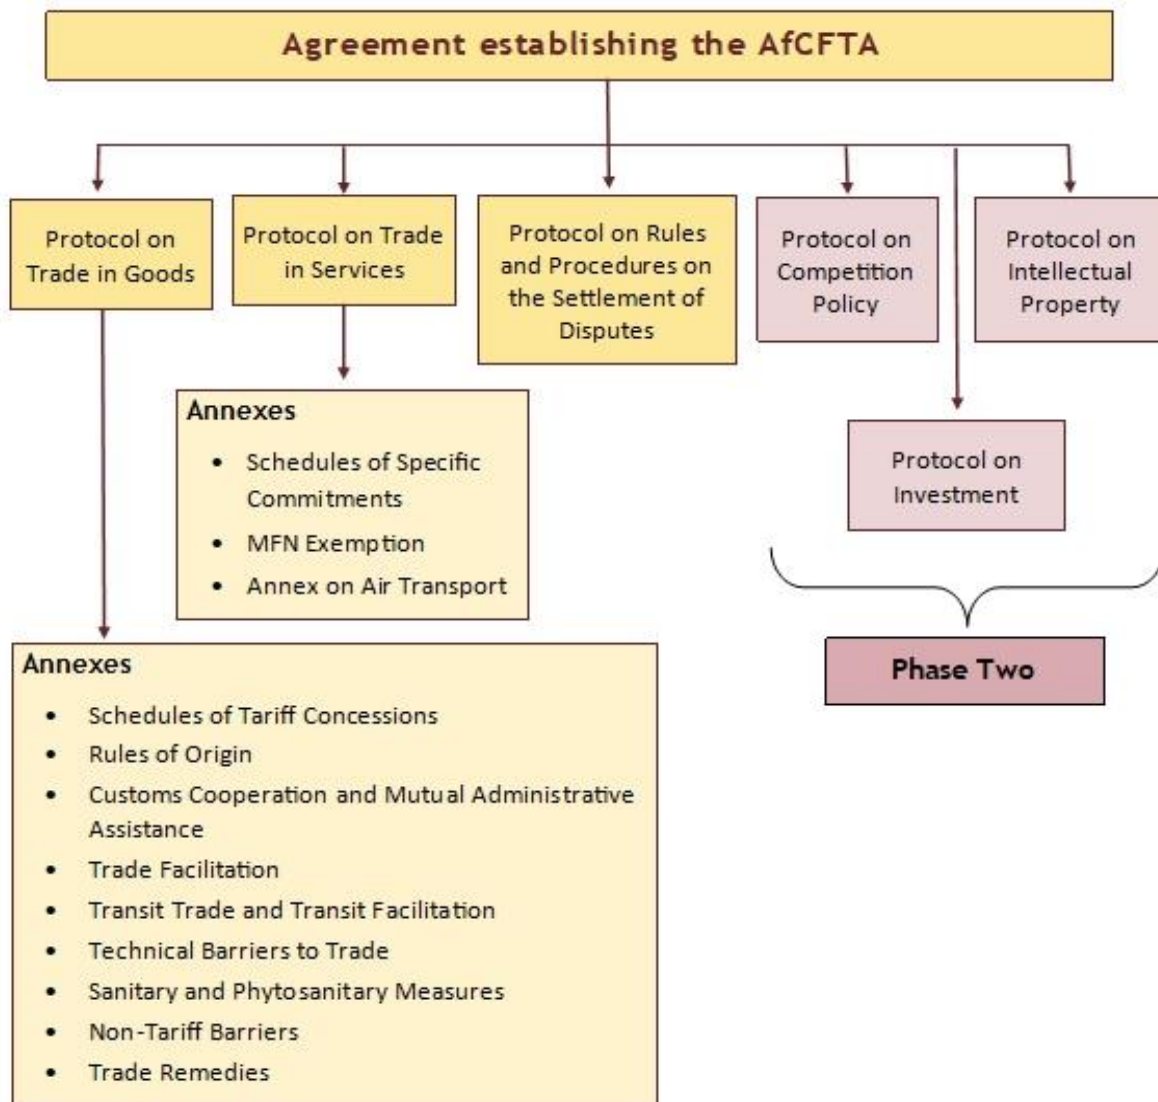 Agreement establishing the AfCFTA
Protocol on
Trade in Goods
Protocol on Trade
in Services
Protocol on Rules
and Procedures on
the Settlement of
Disputes
Protocol on
Competition
Policy
Protocol on
Intellectual
Property
Annexes
• Schedules of Specific
Commitments
• MFN Exemption
• Annex on Air Transport
Protocol on
Investment
Phase Two
Annexes
• Schedules of Tariff Concessions
• Rules of Origin
• Customs Cooperation and Mutual Administrative
Assistance
• Trade Facilitation
• Transit Trade and Transit Facilitation
• Technical Barriers to Trade
• Sanitary and Phytosanitary Measures
• Non-Tariff Barriers
• Trade Remedies